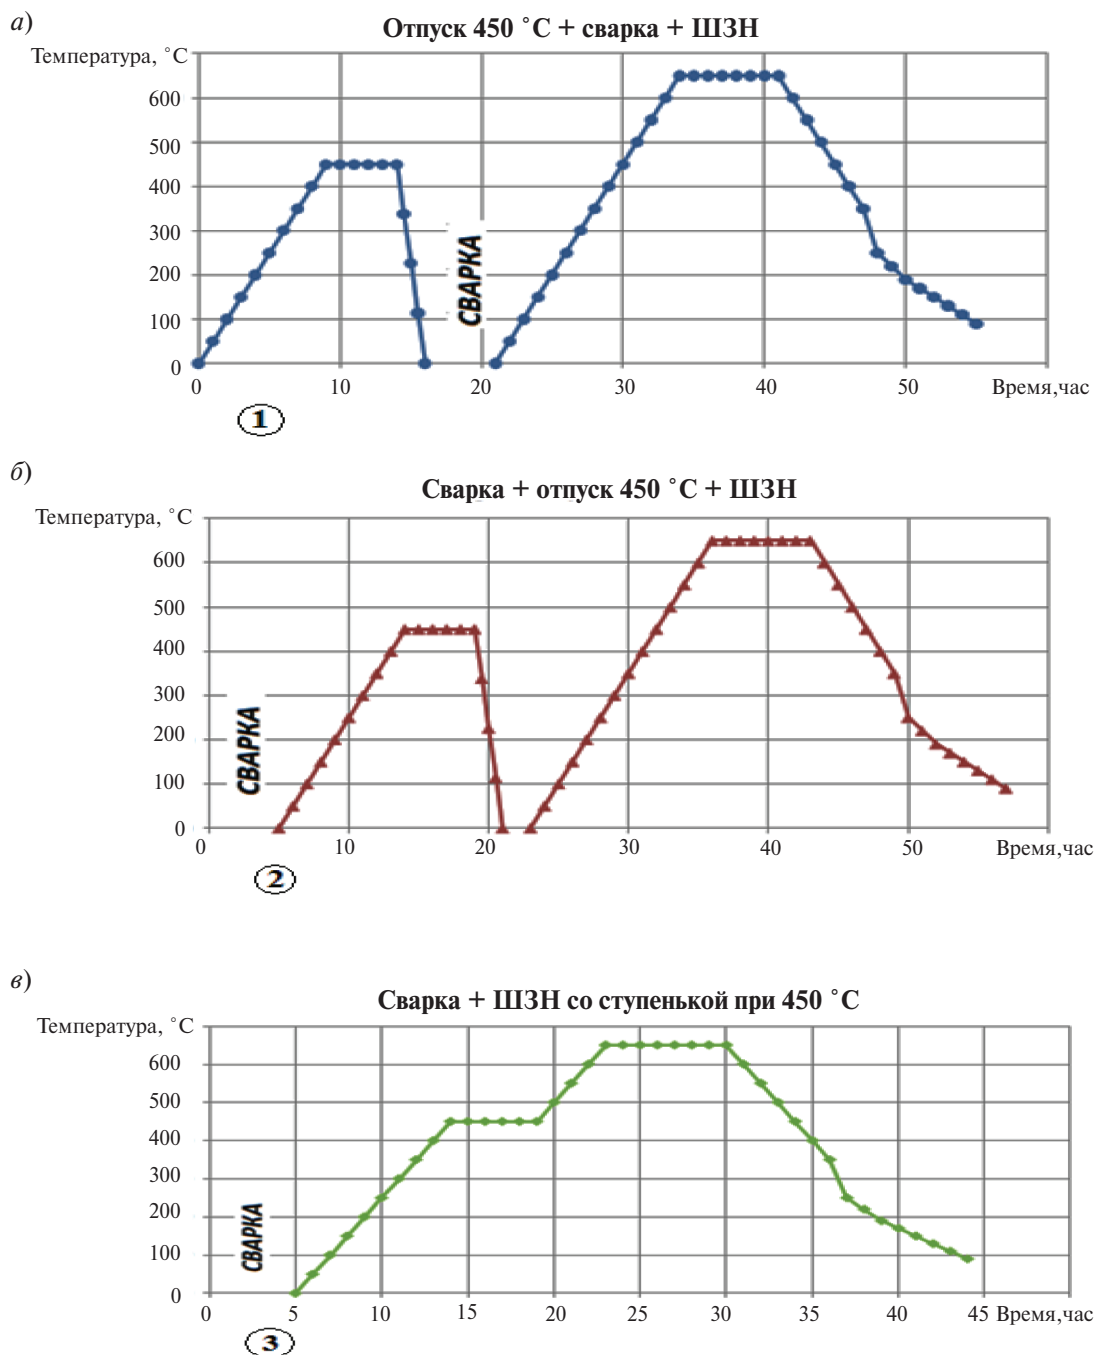 а)
Отпуск 450 ˚С + сварка + ШЗН
Температура, ˚С
600
500
400
300
200
100
0
СВАРКА
0 10 20 30 40 50 Время,час
1
б)
Сварка + отпуск 450 ˚С + ШЗН
Температура, ˚С
600
500
400
300
200
100
0
СВАРКА
0 10 20 30 40 50 Время,час
2
в)
Сварка + ШЗН со ступенькой при 450 ˚С
Температура, ˚С
600
500
400
300
200
100
0
СВАРКА
0 5 10 15 20 25 30 35 40 45 Время,час
3